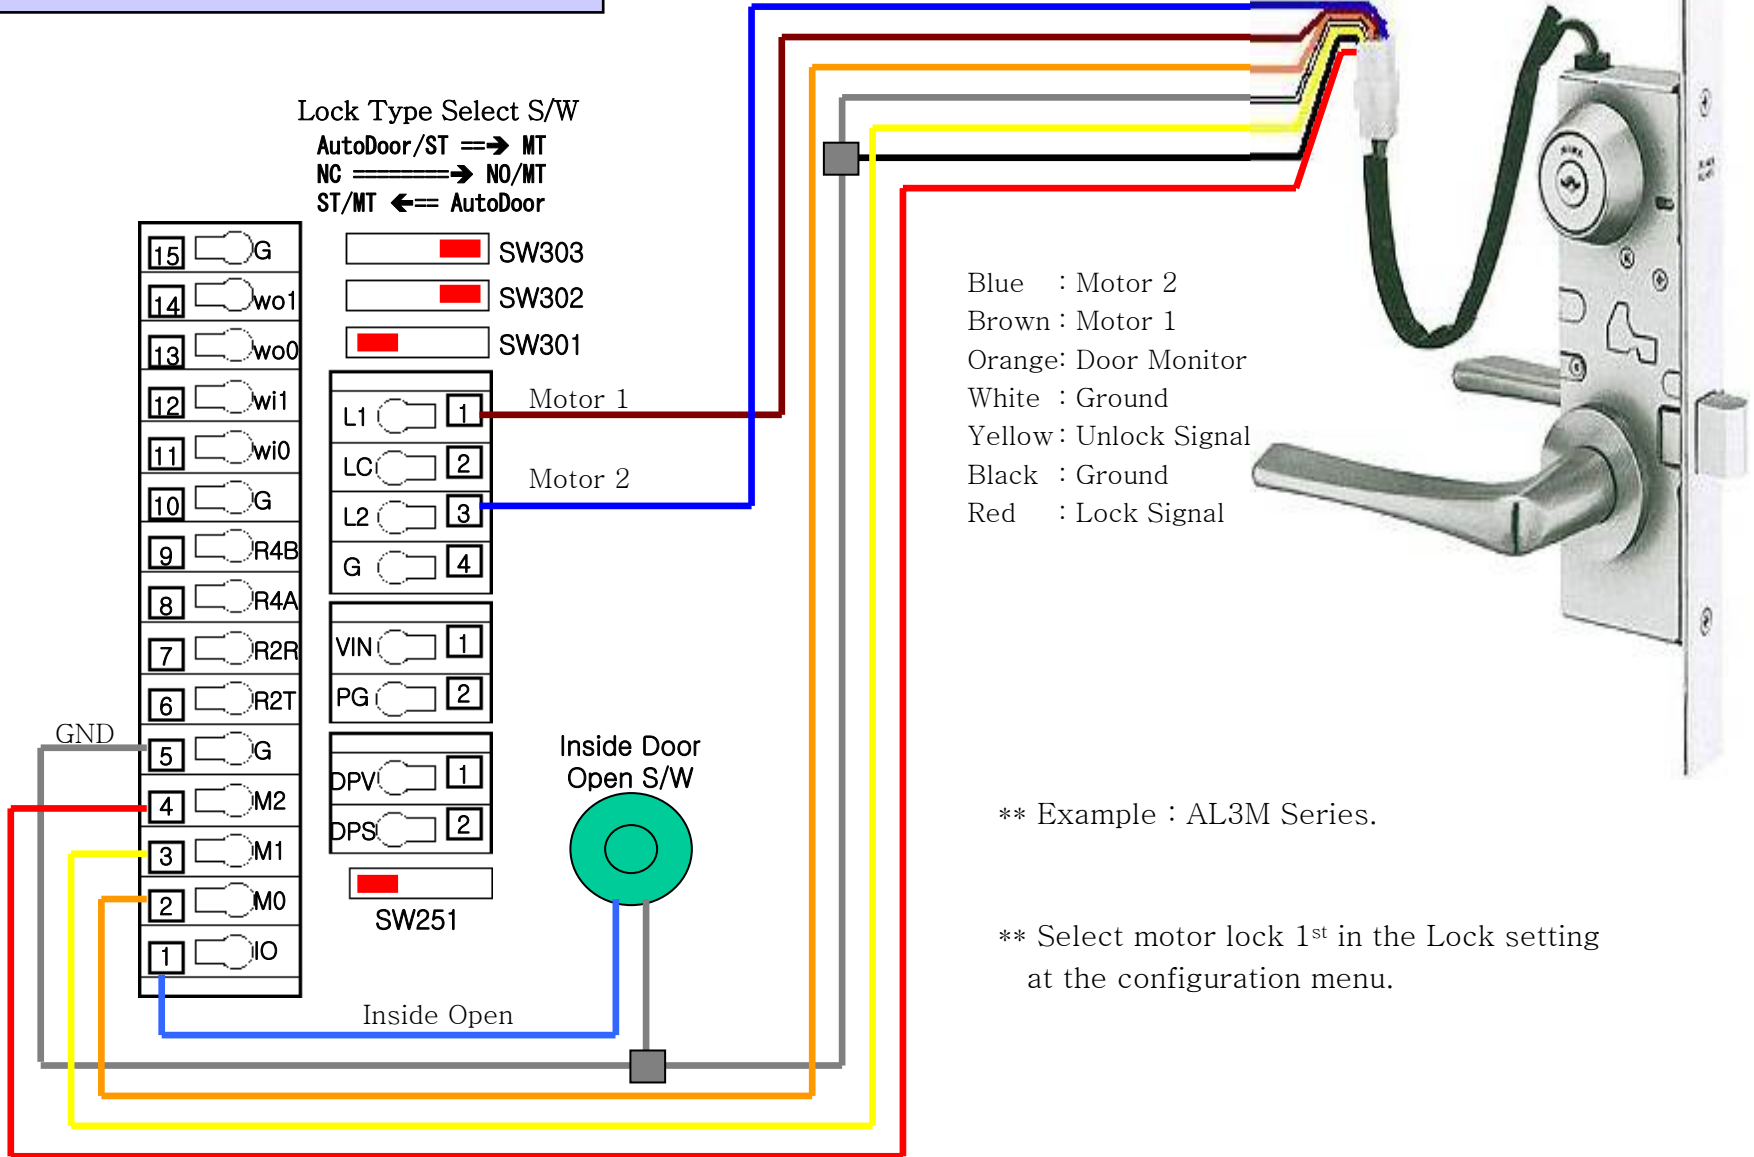 Lock Type Select S/W
AutoDoor/ST ==➔ MT
NC ========➔ NO/MT
ST/MT ⬅== AutoDoor
SW303
SW302
SW301
15 G
14 wo1
13 wo0
12 wi1
11 wi0
10 G
9 R4B
8 R4A
7 R2R
6 R2T
5 G
4 M2
3 M1
2 M0
1 IO
GND
L1 1
LC 2
L2 3
G 4
Motor 1
Motor 2
VIN 1
PG 2
DPV 1
DPS 2
SW251
Inside Door
Open S/W
Inside Open
Blue : Motor 2
Brown : Motor 1
Orange: Door Monitor
White : Ground
Yellow : Unlock Signal
Black : Ground
Red : Lock Signal
** Example : AL3M Series.
** Select motor lock 1st in the Lock setting
at the configuration menu.